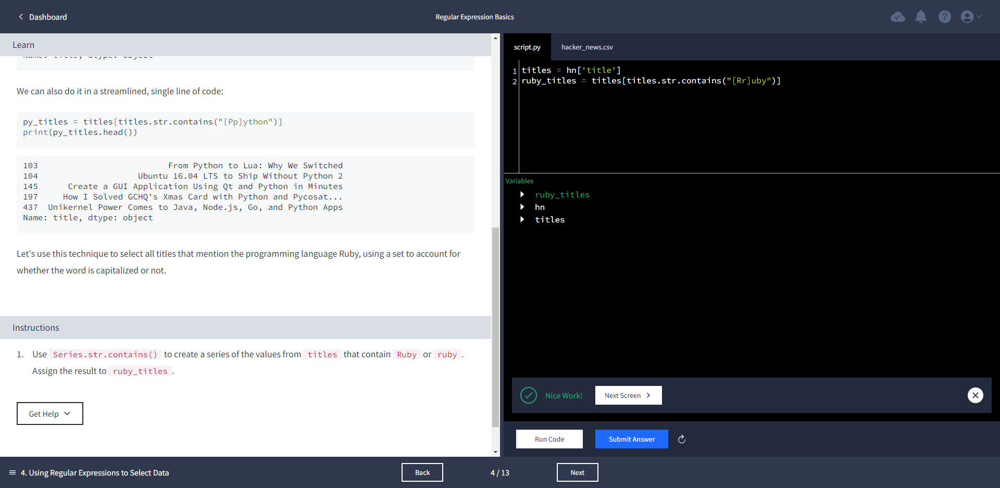 Dashboard
Regular Expression Basics
Learn
Name: title, dtype: object
We can also do it in a streamlined, single line of code:
py_titles = titles[titles.str.contains("[Pp]ython")]
print(py_titles.head())
103 From Python to Lua: Why We Switched
104 Ubuntu 16.04 LTS to Ship Without Python 2
145 Create a GUI Application Using Qt and Python in Minutes
197 How I Solved GCHQ's Xmas Card with Python and Pycosat...
437 Unikernel Power Comes to Java, Node.js, Go, and Python Apps
Name: title, dtype: object
Let's use this technique to select all titles that mention the programming language Ruby, using a set to account for
whether the word is capitalized or not.
Instructions
1. Use Series.str.contains() to create a series of the values from titles that contain Ruby or ruby .
Assign the result to ruby_titles .
Get Help
script.py
hacker_news.csv
1 titles = hn['title']
2 ruby_titles = titles[titles.str.contains("[Rr]uby")]
Variables
ruby_titles
hn
titles
Nice Work!
Next Screen
Run Code
Submit Answer
4. Using Regular Expressions to Select Data
Back
4 / 13
Next